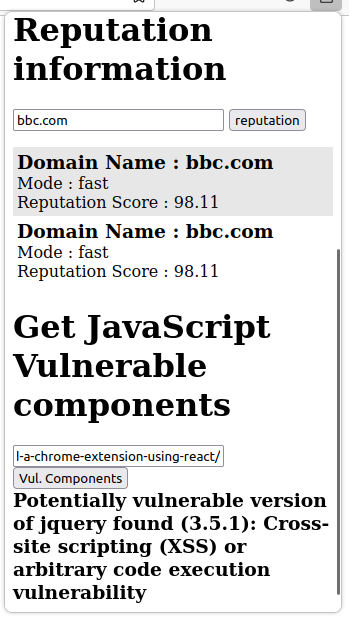 Reputation
information
bbc.com reputation
Domain Name : bbc.com
Mode : fast
Reputation Score : 98.11
Domain Name : bbc.com
Mode : fast
Reputation Score : 98.11
Get JavaScript
Vulnerable
components
l-a-chrome-extension-using-react/
Vul. Components
Potentially vulnerable version
of jquery found (3.5.1): Cross-
site scripting (XSS) or
arbitrary code execution
vulnerability